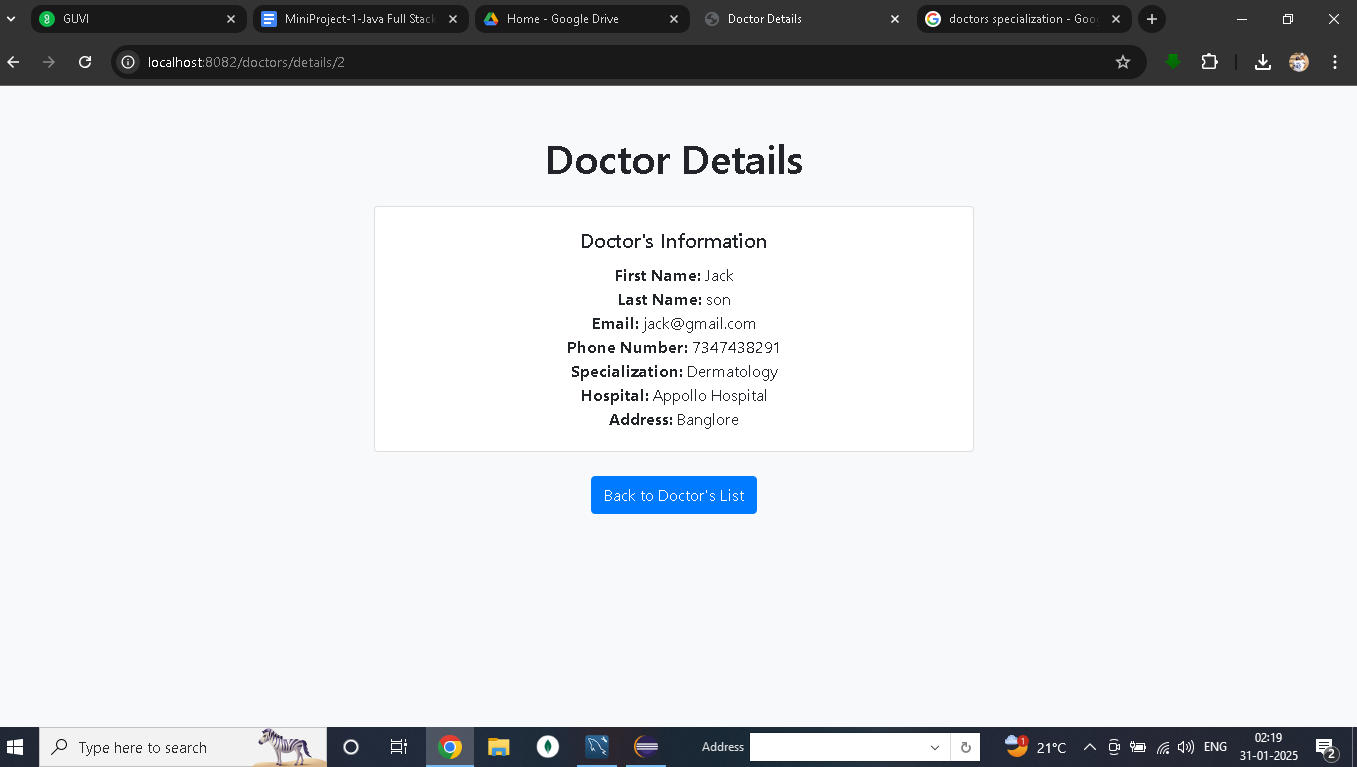 GUVI
MiniProject-1-Java Full Stack
Home - Google Drive
Doctor Details
doctors specialization - Goo
localhost:8082/doctors/details/2
Doctor Details
Doctor's Information
First Name: Jack
Last Name: son
Email: jack@gmail.com
Phone Number: 7347438291
Specialization: Dermatology
Hospital: Appollo Hospital
Address: Banglore
Back to Doctor's List
Type here to search
Address
1
21°C
ENG
02:19
31-01-2025
2